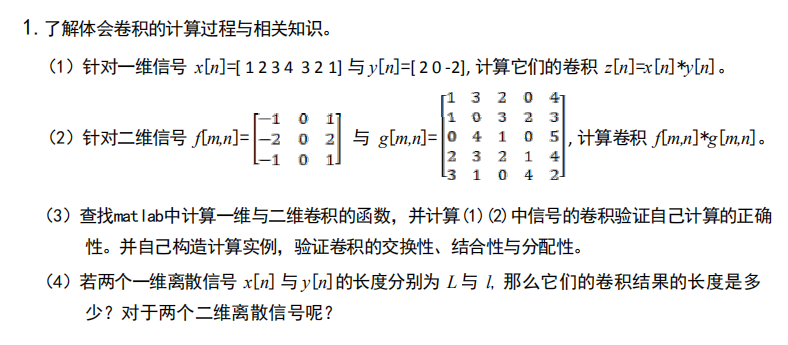 1. 了解体会卷积的计算过程与相关知识。
（1）针对一维信号 x[n]=[ 1 2 3 4 3 2 1] 与 y[n]=[ 2 0 -2], 计算它们的卷积 z[n]=x[n]*y[n]。
（2）针对二维信号 f[m,n]= [−1 0 1; −2 0 2; −1 0 1] 与 g[m,n]= [1 3 2 0 4; 1 0 3 2 3; 0 4 1 0 5; 2 3 2 1 4; 3 1 0 4 2], 计算卷积 f[m,n]*g[m,n]。
（3）查找matlab中计算一维与二维卷积的函数，并计算(1)(2)中信号的卷积验证自己计算的正确
性。并自己构造计算实例，验证卷积的交换性、结合性与分配性。
（4）若两个一维离散信号 x[n] 与 y[n] 的长度分别为 L 与 l, 那么它们的卷积结果的长度是多
少？对于两个二维离散信号呢？